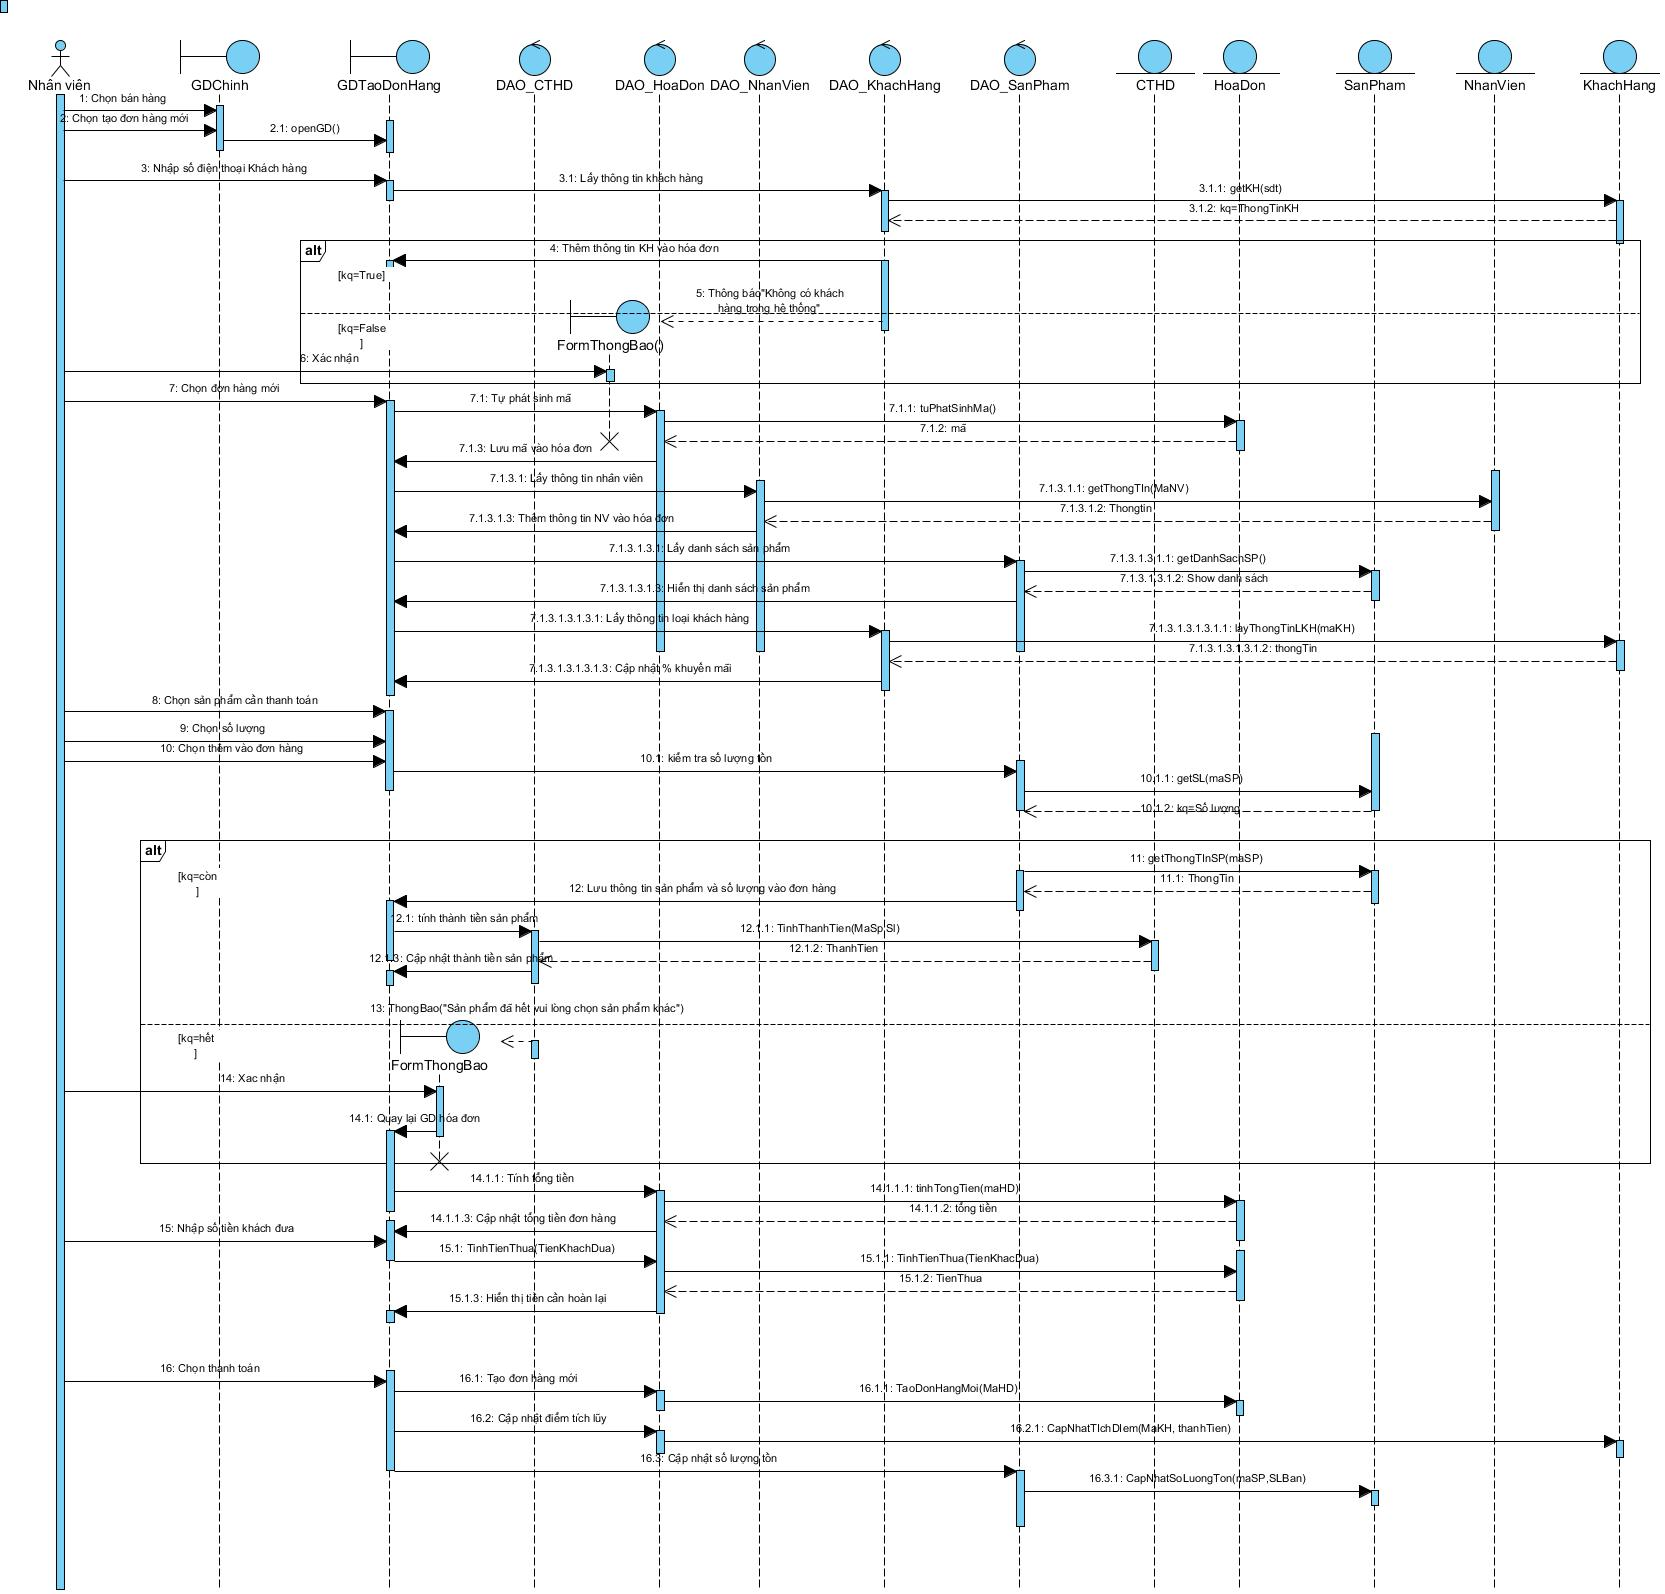 Nhân viên
GDChinh
GDTaoDonHang
DAO_CTHD
DAO_HoaDon
DAO_NhanVien
DAO_KhachHang
DAO_SanPham
CTHD
HoaDon
SanPham
NhanVien
KhachHang
1: Chọn bán hàng
2: Chọn tạo đơn hàng mới
2.1: openGD()
3: Nhập số điện thoại Khách hàng
3.1: Lấy thông tin khách hàng
3.1.1: getKH(sdt)
3.1.2: kq=ThongTinKH
alt
4: Thêm thông tin KH vào hóa đơn
[kq=True]
5: Thông báo"Không có khách
hàng trong hệ thống"
[kq=False
]
FormThongBao()
6: Xác nhận
7: Chọn đơn hàng mới
7.1: Tự phát sinh mã
7.1.1: tuPhatSinhMa()
7.1.2: mã
7.1.3: Lưu mã vào hóa đơn
7.1.3.1: Lấy thông tin nhân viên
7.1.3.1.1: getThongTIn(MaNV)
7.1.3.1.2: Thongtin
7.1.3.1.3: Thêm thông tin NV vào hóa đơn
7.1.3.1.3.1: Lấy danh sách sản phẩm
7.1.3.1.3.1.1: getDanhSachSP()
7.1.3.1.3.1.2: Show danh sách
7.1.3.1.3.1.3: Hiển thị danh sách sản phẩm
7.1.3.1.3.1.3.1: Lấy thông tin loại khách hàng
7.1.3.1.3.1.3.1.1: layThongTinLKH(maKH)
7.1.3.1.3.1.3.1.2: thongTin
7.1.3.1.3.1.3.1.3: Cập nhật % khuyến mãi
8: Chọn sản phẩm cần thanh toán
9: Chọn số lượng
10: Chọn thêm vào đơn hàng
10.1: kiểm tra số lượng tồn
10.1.1: getSL(maSP)
10.1.2: kq=Số lượng
alt
[kq=còn
]
11: getThongTInSP(maSP)
11.1: ThongTin
12: Lưu thông tin sản phẩm và số lượng vào đơn hàng
12.1: tính thành tiền sản phẩm
12.1.1: TinhThanhTien(MaSp,Sl)
12.1.2: ThanhTien
12.1.3: Cập nhật thành tiền sản phẩm
13: ThongBao("Sản phẩm đã hết vui lòng chọn sản phẩm khác")
[kq=hết
]
FormThongBao
14: Xac nhận
14.1: Quay lại GD hóa đơn
14.1.1: Tính tổng tiền
14.1.1.1: tinhTongTien(maHD)
14.1.1.2: tổng tiền
14.1.1.3: Cập nhật tổng tiền đơn hàng
15: Nhập số tiền khách đưa
15.1: TinhTienThua(TienKhachDua)
15.1.1: TinhTienThua(TienKhacDua)
15.1.2: TienThua
15.1.3: Hiển thị tiền cần hoàn lại
16: Chọn thanh toán
16.1: Tạo đơn hàng mới
16.1.1: TaoDonHangMoi(MaHD)
16.2: Cập nhật điểm tích lũy
16.2.1: CapNhatTIchDIem(MaKH, thanhTien)
16.3: Cập nhật số lượng tồn
16.3.1: CapNhatSoLuongTon(maSP,SLBan)